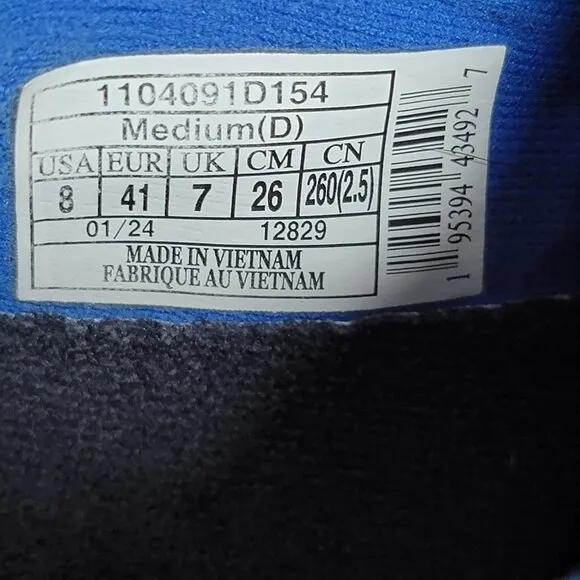 1104091D154
Medium(D)
USA EUR UK CM CN
8 41 7 26 260(2.5)
01/24 12829
MADE IN VIETNAM
FABRIQUE AU VIETNAM
1 95394 43492 7